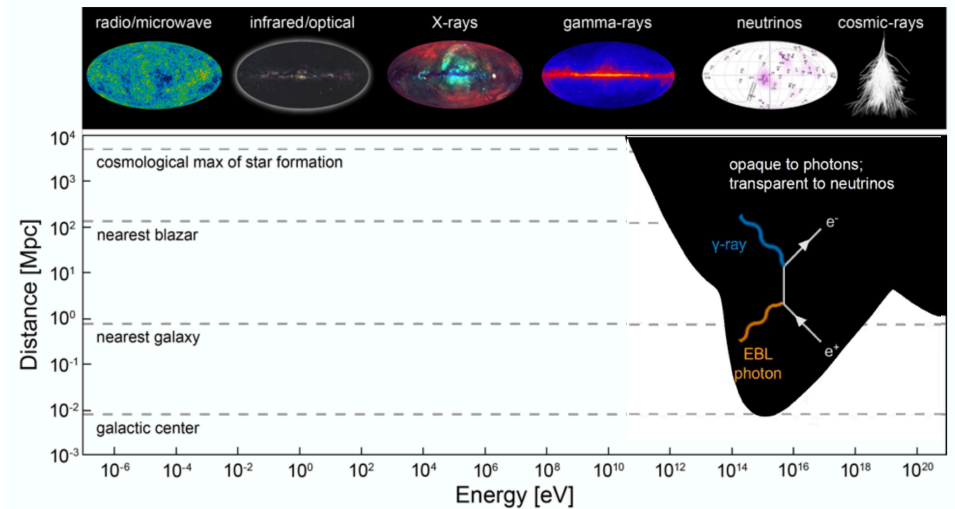 radio/microwave infrared/optical X-rays gamma-rays neutrinos cosmic-rays
10⁴
cosmological max of star formation
opaque to photons;
transparent to neutrinos
10³
10²
nearest blazar
e⁻
γ-ray
10¹
10⁰
nearest galaxy
e⁺
EBL
photon
10⁻¹
10⁻²
galactic center
10⁻³
Distance [Mpc]
10⁻⁶ 10⁻⁴ 10⁻² 10⁰ 10² 10⁴ 10⁶ 10⁸ 10¹⁰ 10¹² 10¹⁴ 10¹⁶ 10¹⁸ 10²⁰
Energy [eV]